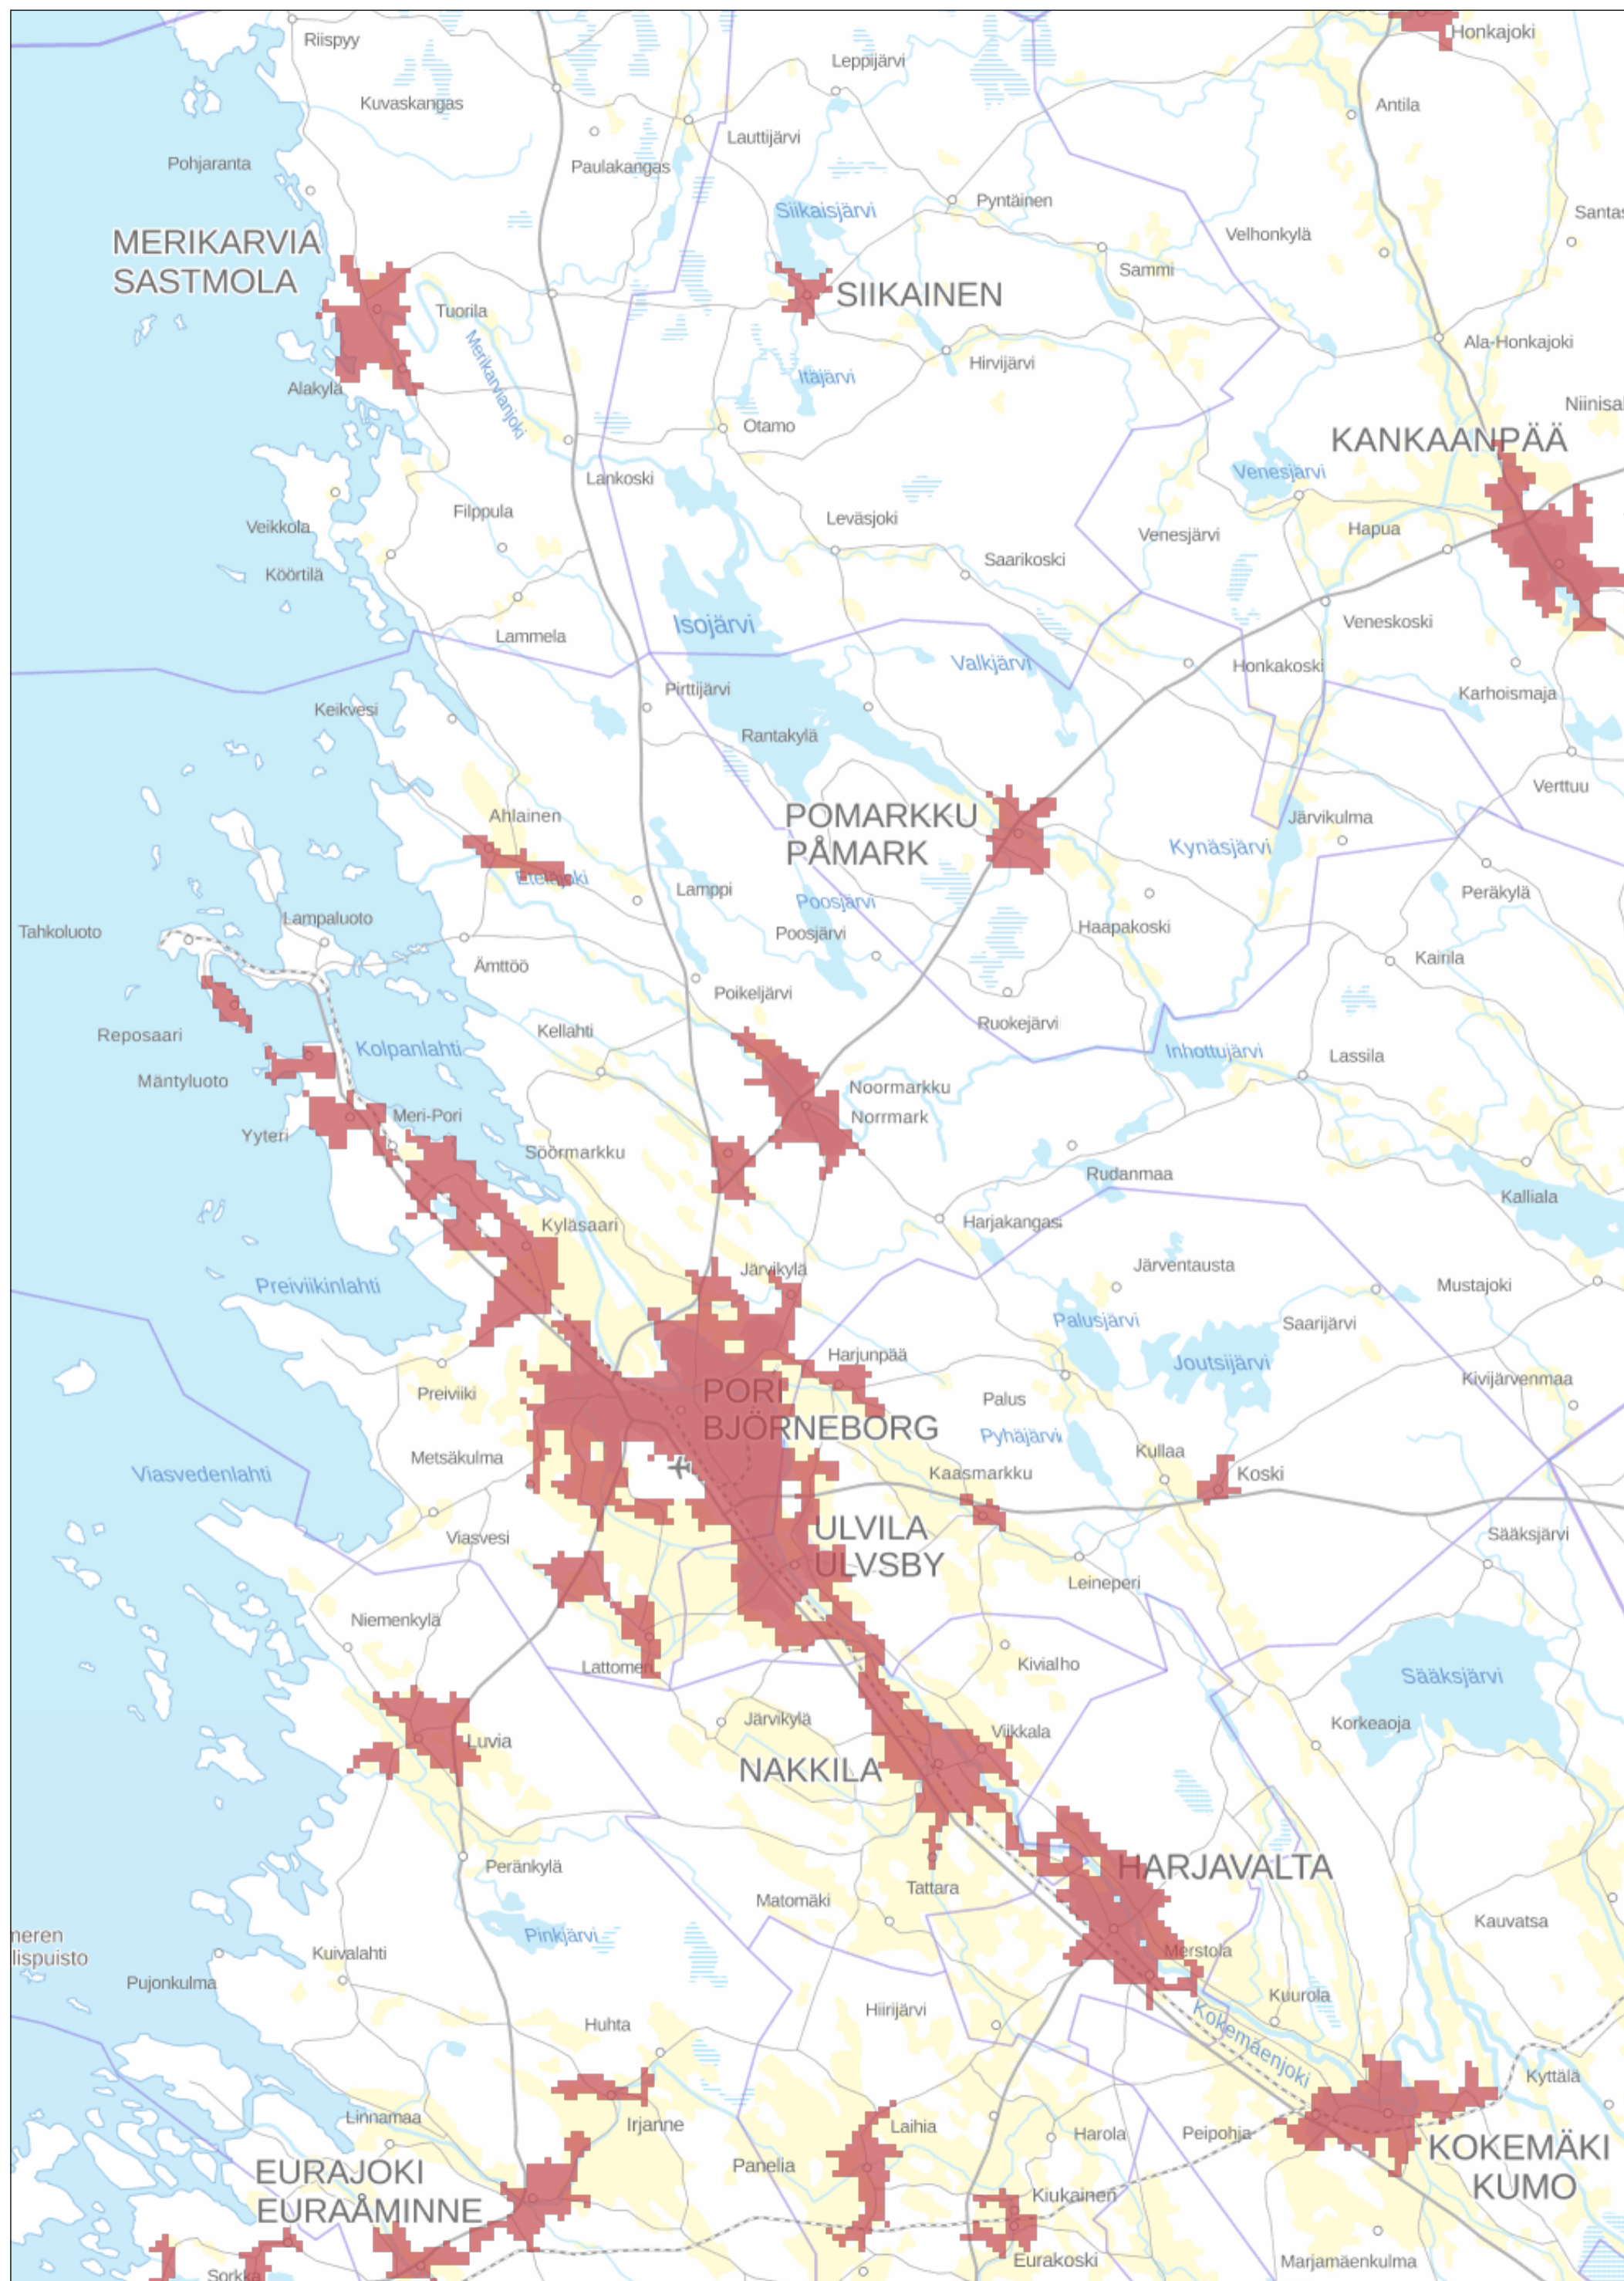 Riispyy
Honkajoki
Leppijärvi
Kuvaskangas
Antila
Lauttijärvi
Pohjaranta
Paulakangas
Pyntäinen
Siikaisjärvi
Velhonkylä
MERIKARVIA
SASTMOLA
Sammi
SIIKAINEN
Tuorila
Ala-Honkajoki
Merikarvianjoki
Hirvijärvi
Itäjärvi
Alakylä
Otamo
KANKAANPÄÄ
Venesjärvi
Lankoski
Filppula
Leväsjoki
Veikkola
Venesjärvi
Hapua
Saarikoski
Köörtilä
Isojärvi
Lammela
Veneskoski
Valkjärvi
Honkakoski
Pirttijärvi
Karhoismaja
Keikvesi
Rantakylä
Verttuu
Ahlainen
POMARKKU
PÅMARK
Järvikulma
Kynäsjärvi
Eteläjoki
Lamppi
Poosjärvi
Peräkylä
Lampaluoto
Tahkoluoto
Poosjärvi
Haapakoski
Kairila
Ämttöö
Poikeljärvi
Reposaari
Kellahti
Ruokejärvi
Kolpanlahti
Inhottujärvi
Lassila
Mäntyluoto
Noormarkku
Norrmark
Meri-Pori
Yyteri
Söörmarkku
Rudanmaa
Kalliala
Kyläsaari
Harjakangas
Järvikylä
Järventausta
Preiviikinlahti
Mustajoki
Palusjärvi
Saarijärvi
Harjunpää
Joutsijärvi
Preiviiki
PORI
BJÖRNEBORG
Palus
Kivijärvenmaa
Pyhäjärvi
Metsäkulma
Kullaa
Viasvedenlahti
Kaasmarkku
Koski
Viasvesi
ULVILA
ULVSBY
Sääksjärvi
Leineperi
Niemenkylä
Lattomeri
Kivialho
Sääksjärvi
Järvikylä
Luvia
Viikkala
Korkeaoja
NAKKILA
Peränkylä
HARJAVALTA
Tattara
Matomäki
Kauvatsa
Pinkjärvi
neren
lispuisto
Kuivalahti
Merstola
Pujonkulma
Kuurola
Hiirijärvi
Huhta
Kokemäenjoki
Kyttälä
Linnamaa
Irjanne
Laihia
Harola
Peipohja
KOKEMÄKI
KUMO
Panelia
EURAJOKI
EURAÅMINNE
Kiukainen
Eurakoski
Marjamäenkulma
Sorkka